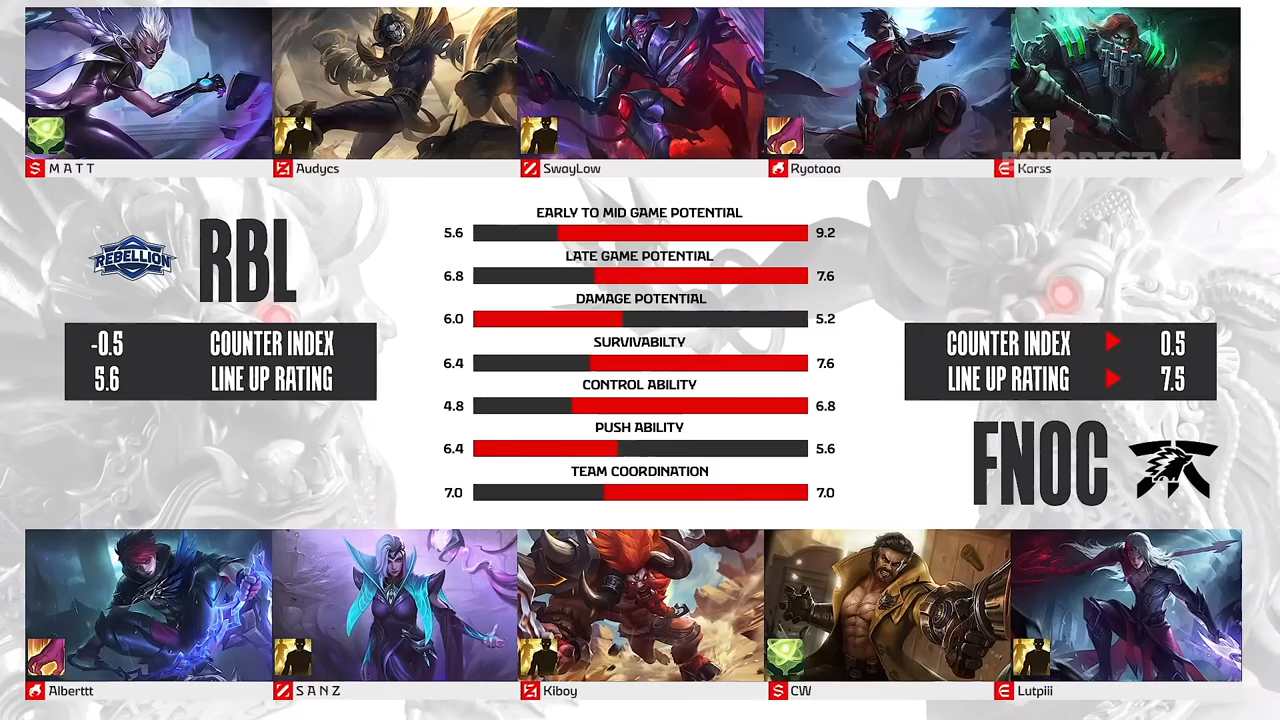 M A T T
Audycs
SwayLow
Ryotaaa
Karss
ESPORTSTV
REBELLION
RBL
-0.5 COUNTER INDEX
5.6 LINE UP RATING
EARLY TO MID GAME POTENTIAL
5.6 9.2
LATE GAME POTENTIAL
6.8 7.6
DAMAGE POTENTIAL
6.0 5.2
SURVIVABILTY
6.4 7.6
CONTROL ABILITY
4.8 6.8
PUSH ABILITY
6.4 5.6
TEAM COORDINATION
7.0 7.0
COUNTER INDEX 0.5
LINE UP RATING 7.5
FNOC
Alberttt
S A N Z
Kiboy
CW
Lutpiii